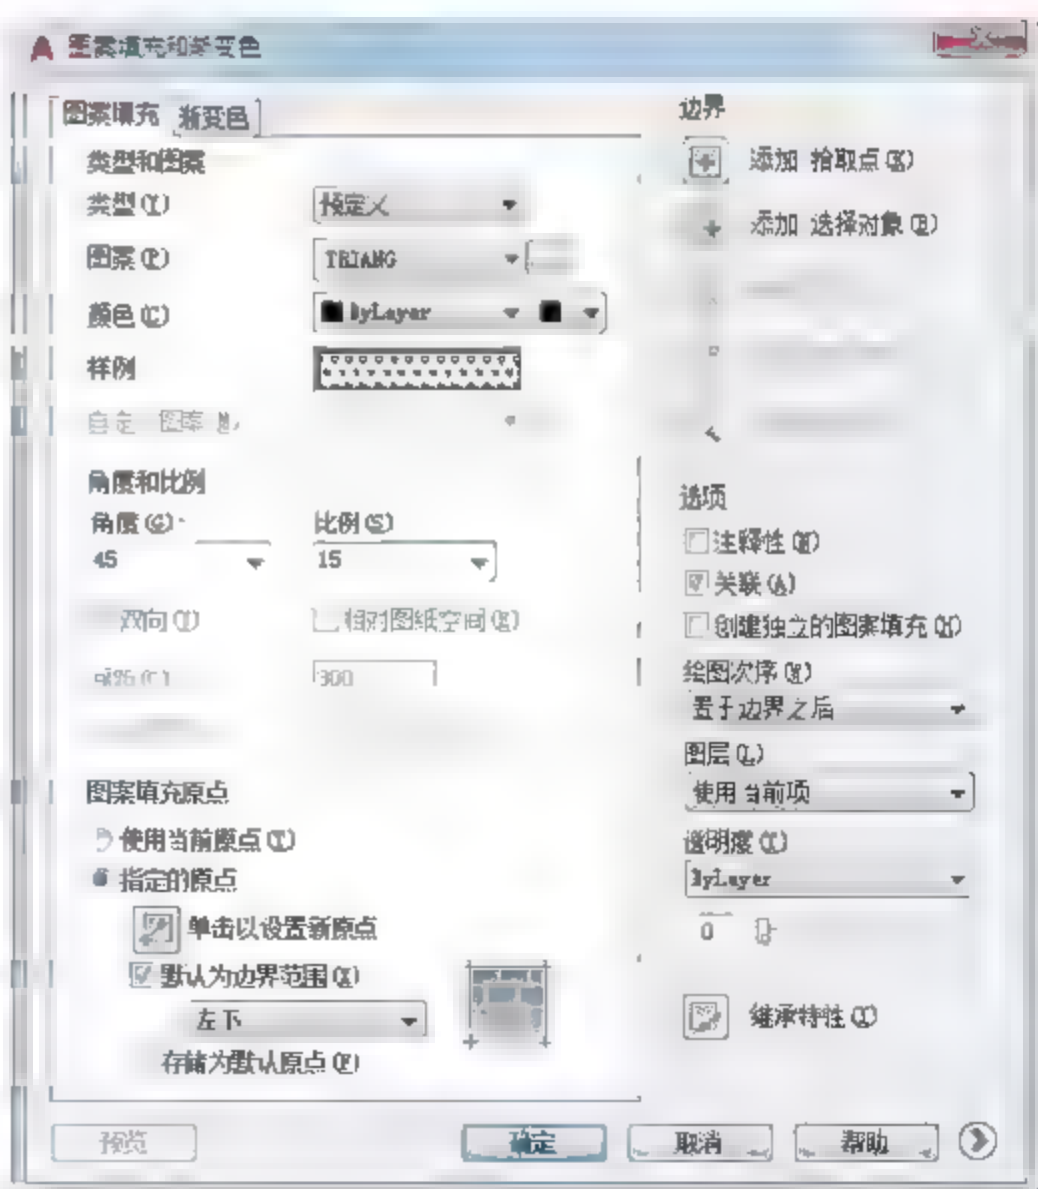 图案填充和渐变色
图案填充 渐变色
类型和图案
类型(Y) 预定义
图案(P) TRIANG
颜色(C) ByLayer
样例
自定 图案
角度和比例
角度(G) 比例(S)
45 15
双向(U) 相对图纸空间(E)
间距(C) 300
图案填充原点
使用当前原点(T)
指定的原点
单击以设置新原点
默认为边界范围(X)
左下
存储为默认原点(F)
预览
边界
添加 拾取点(K)
添加 选择对象(B)
选项
注释性(N)
关联(A)
创建独立的图案填充(H)
绘图次序(W)
置于边界之后
图层(L)
使用当前项
透明度(T)
ByLayer
0
继承特性(I)
确定 取消 帮助